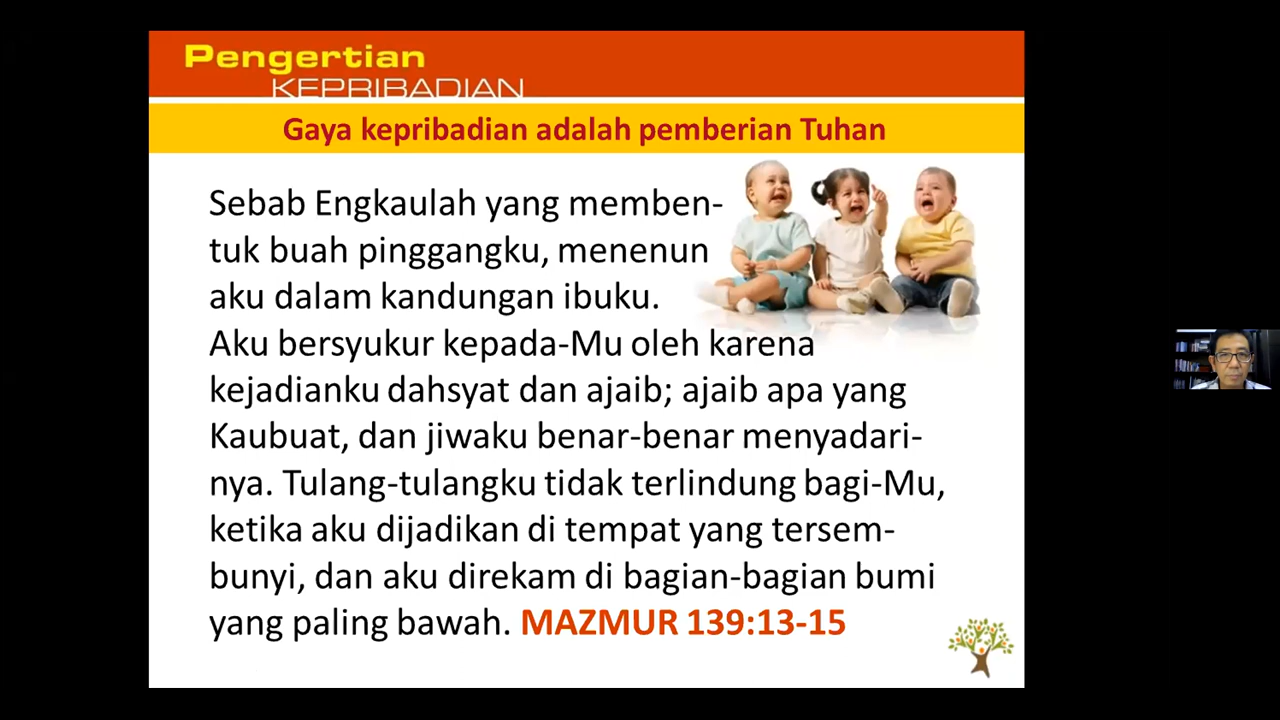 Pengertian
KEPRIBADIAN
Gaya kepribadian adalah pemberian Tuhan
Sebab Engkaulah yang memben-
tuk buah pinggangku, menenun
aku dalam kandungan ibuku.
Aku bersyukur kepada-Mu oleh karena
kejadianku dahsyat dan ajaib; ajaib apa yang
Kaubuat, dan jiwaku benar-benar menyadari-
nya. Tulang-tulangku tidak terlindung bagi-Mu,
ketika aku dijadikan di tempat yang tersem-
bunyi, dan aku direkam di bagian-bagian bumi
yang paling bawah. MAZMUR 139:13-15